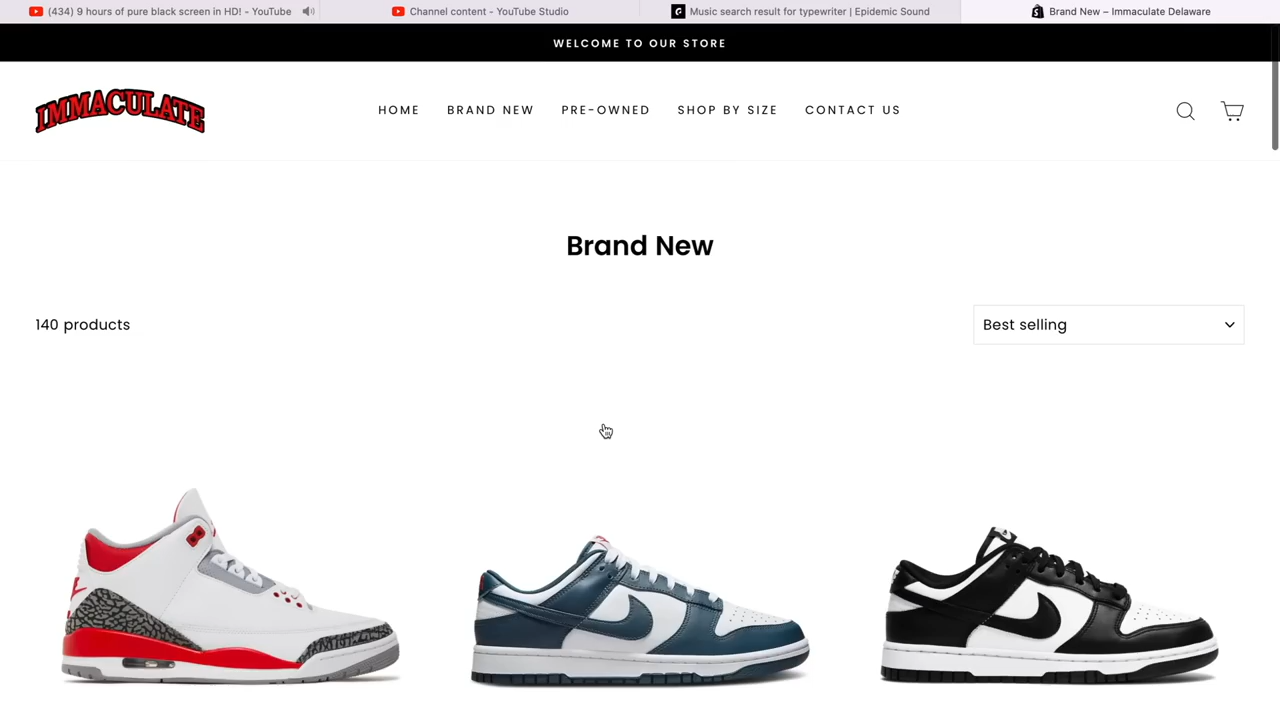 (434) 9 hours of pure black screen in HD! - YouTube
Channel content - YouTube Studio
Music search result for typewriter | Epidemic Sound
Brand New – Immaculate Delaware
WELCOME TO OUR STORE
IMMACULATE
HOME BRAND NEW PRE-OWNED SHOP BY SIZE CONTACT US
Brand New
140 products
Best selling